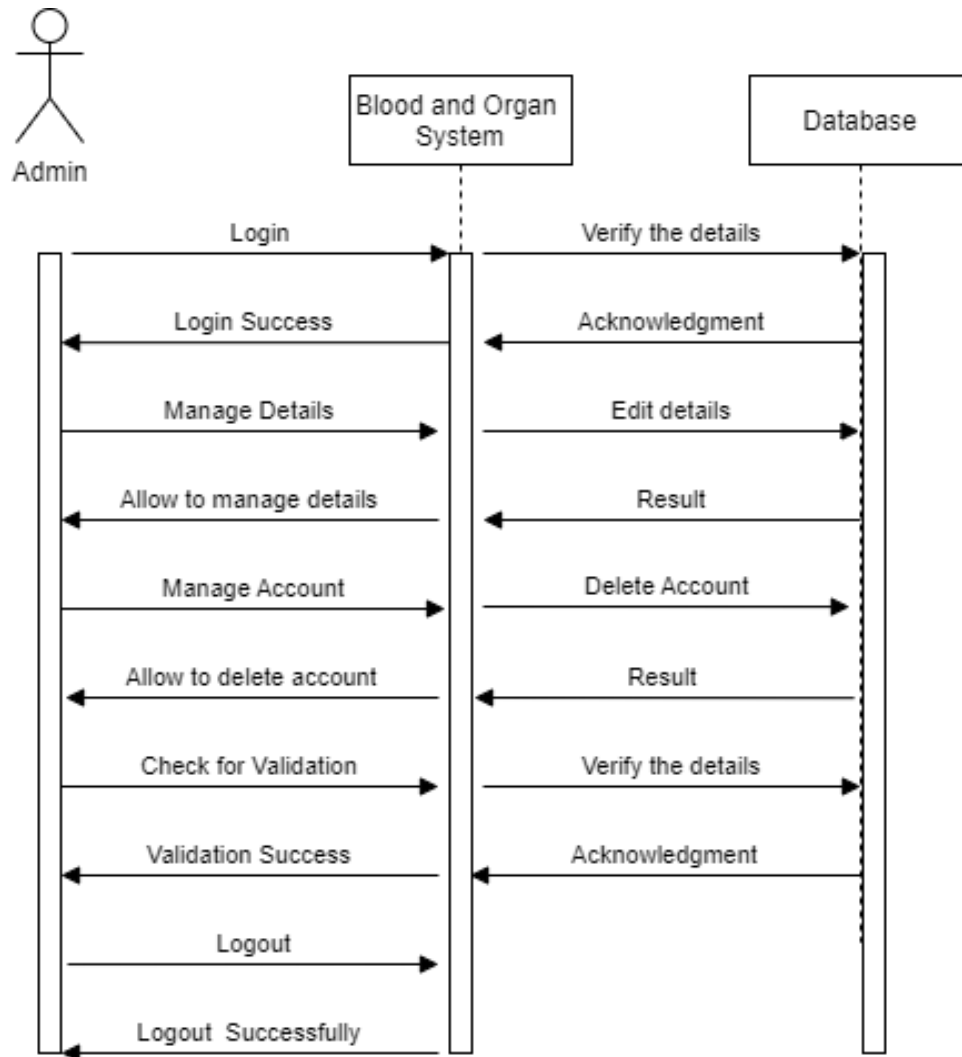 Blood and Organ
System
Database
Admin
Login
Verify the details
Login Success
Acknowledgment
Manage Details
Edit details
Allow to manage details
Result
Manage Account
Delete Account
Allow to delete account
Result
Check for Validation
Verify the details
Validation Success
Acknowledgment
Logout
Logout Successfully